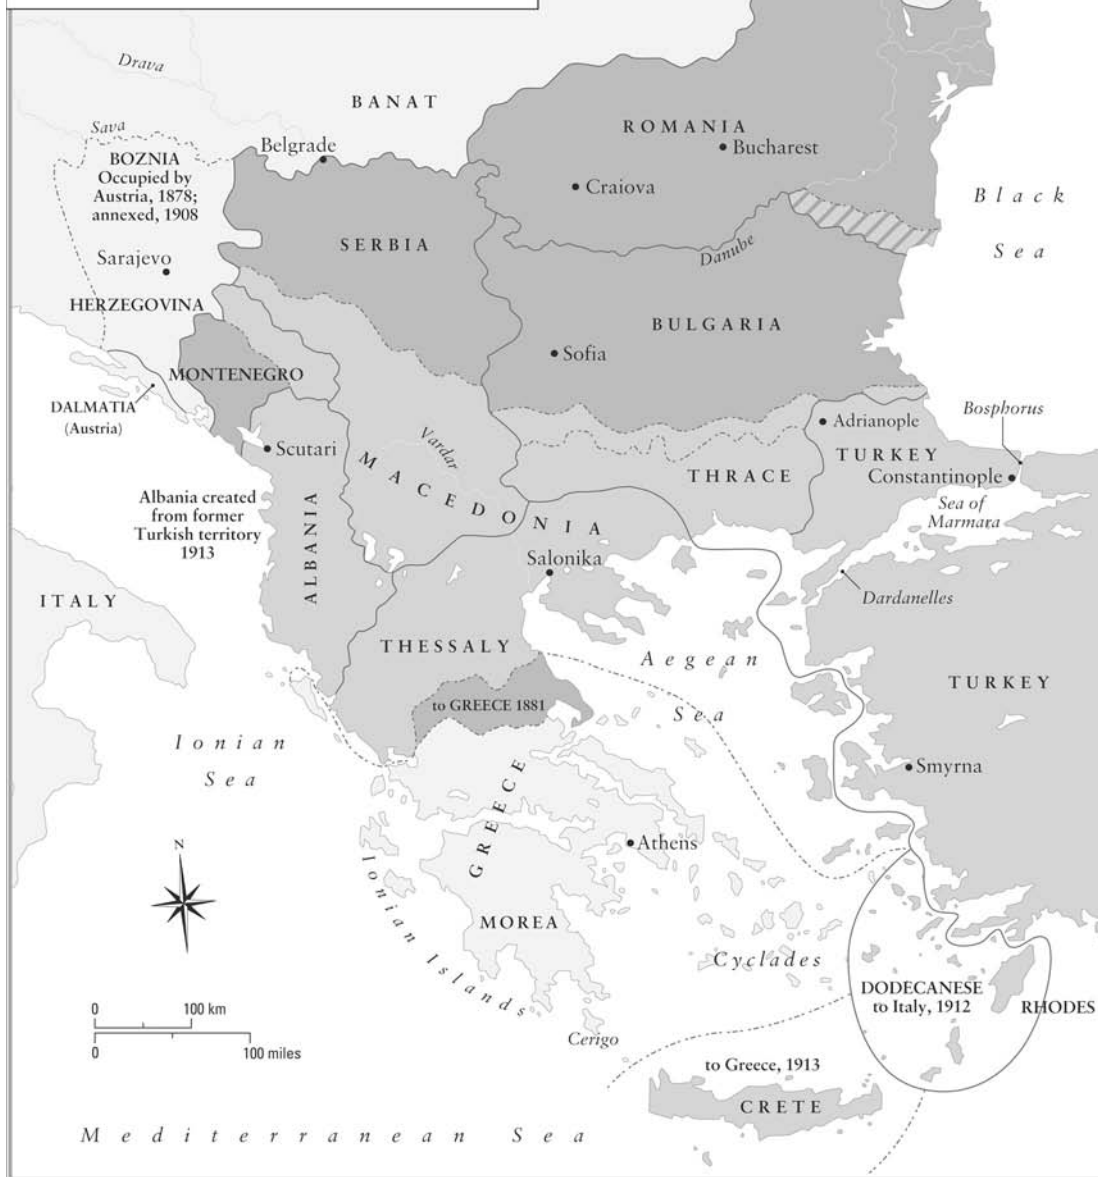 Drava
BANAT
ROMANIA
Sava
Belgrade
Bucharest
BOZNIA
Occupied by
Austria, 1878;
annexed, 1908
Craiova
Black
Sea
SERBIA
Danube
Sarajevo
HERZEGOVINA
BULGARIA
Sofia
MONTENEGRO
DALMATIA
(Austria)
Bosphorus
Adrianople
Scutari
Vardar
TURKEY
THRACE
Constantinople
MACEDONIA
Sea of
Marmara
Albania created
from former
Turkish territory
1913
ALBANIA
Salonika
ITALY
Dardanelles
THESSALY
Aegean
Sea
TURKEY
to GREECE 1881
Ionian
Sea
Smyrna
GREECE
Athens
N
Ionian Islands
MOREA
Cyclades
DODECANESE
to Italy, 1912
RHODES
0 100 km
0 100 miles
Cerigo
to Greece, 1913
CRETE
Mediterranean Sea